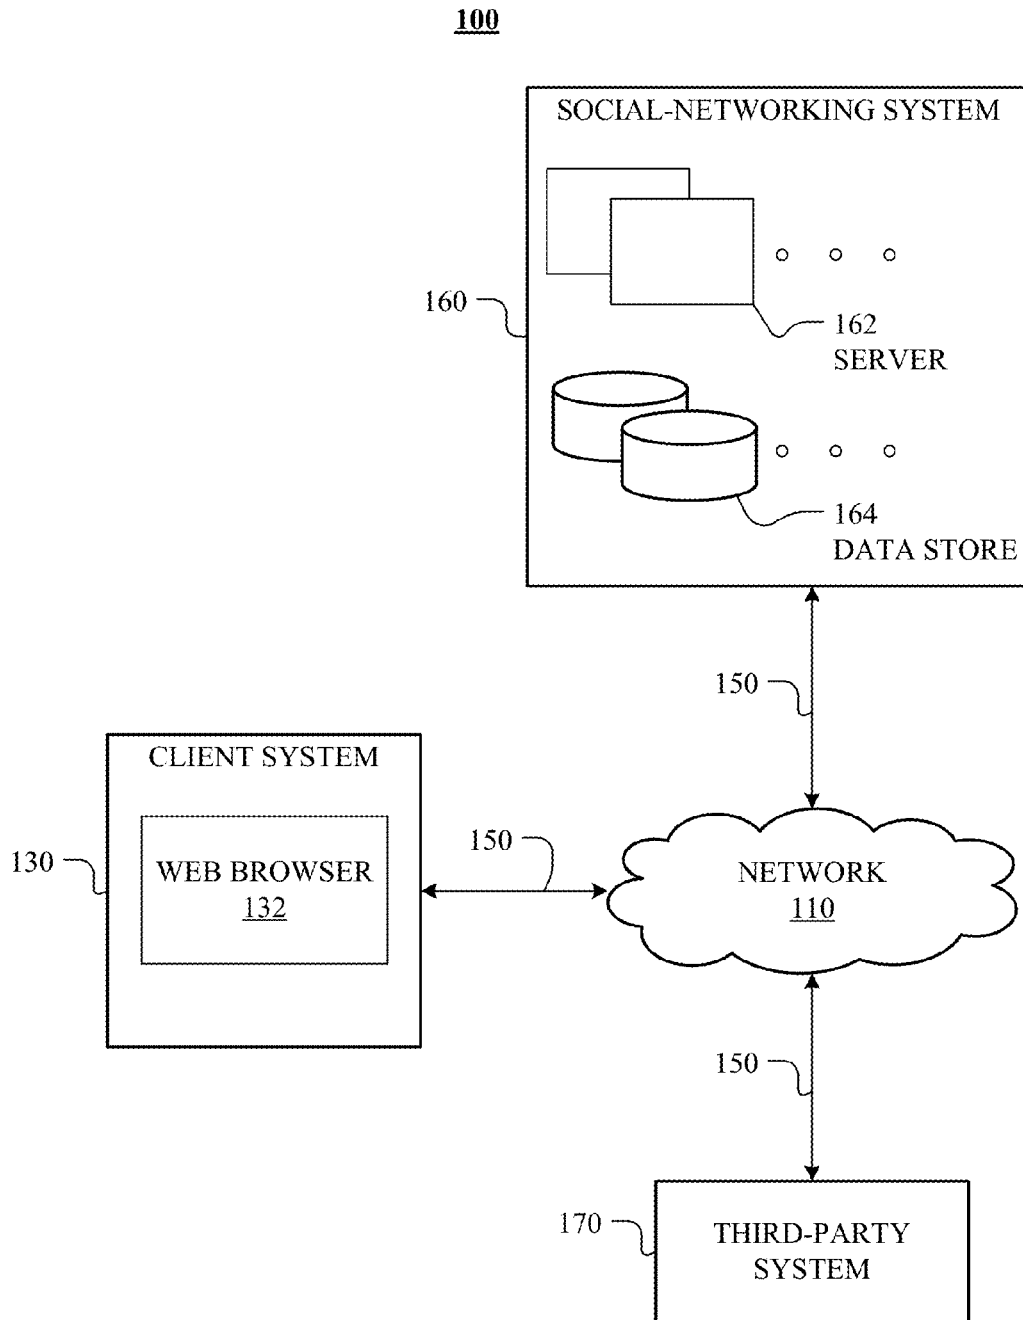 100
SOCIAL-NETWORKING SYSTEM
160
162
SERVER
164
DATA STORE
150
CLIENT SYSTEM
130
WEB BROWSER
132
150
NETWORK
110
150
170
THIRD-PARTY
SYSTEM